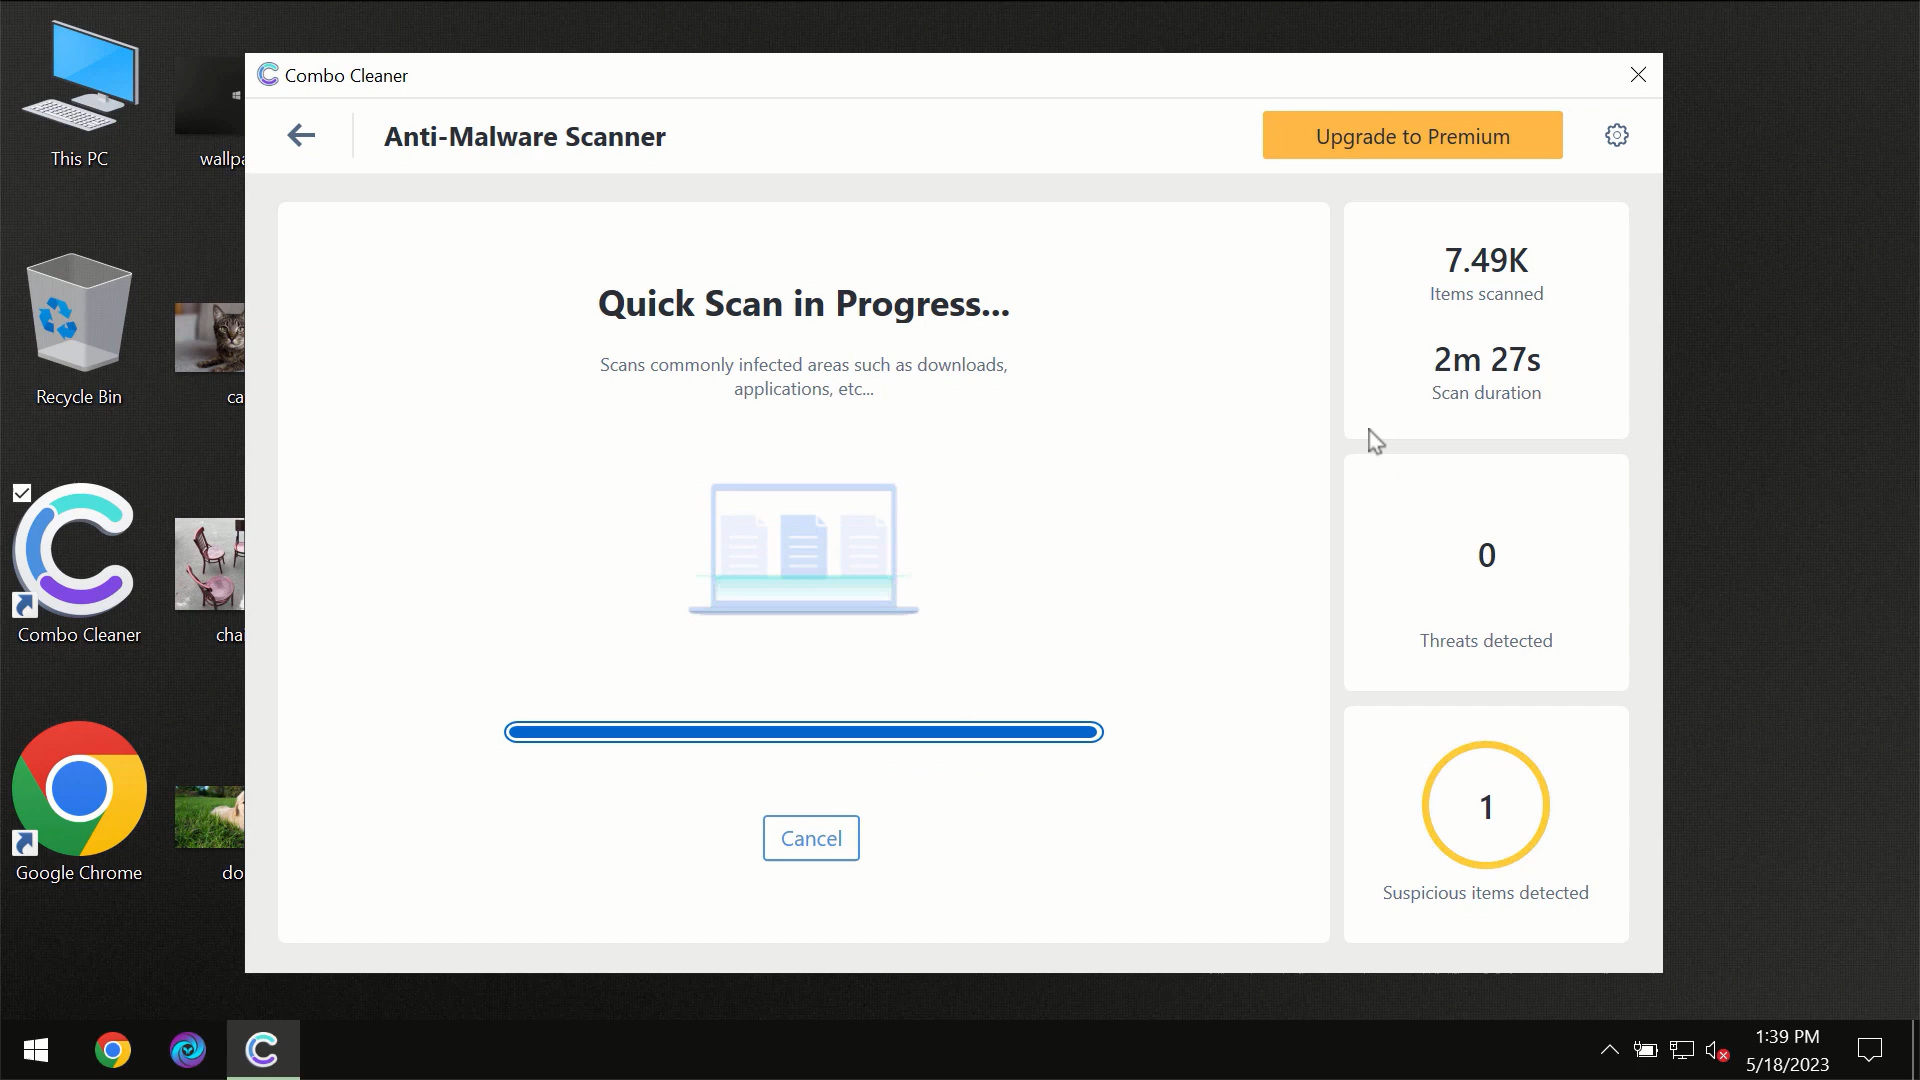 This PC
wallpa
Recycle Bin
ca
Combo Cleaner
chai
Google Chrome
do
Combo Cleaner
Anti-Malware Scanner
Upgrade to Premium
Quick Scan in Progress...
Scans commonly infected areas such as downloads,
applications, etc...
Cancel
7.49K
Items scanned
2m 27s
Scan duration
0
Threats detected
1
Suspicious items detected
1:39 PM
5/18/2023